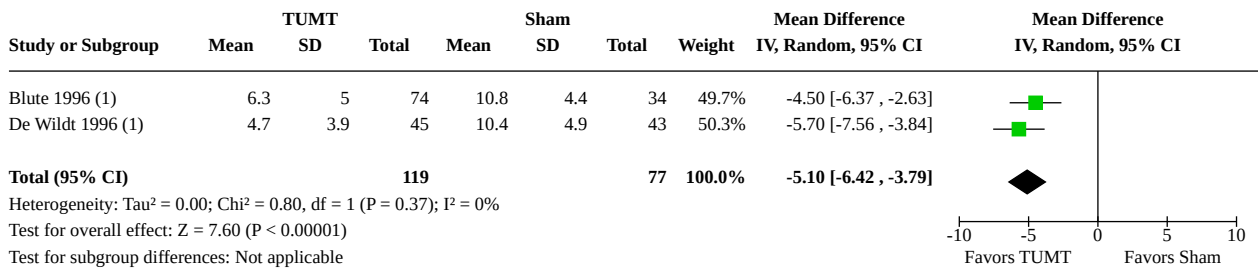 TUMT Sham Mean Difference Mean Difference
Study or Subgroup Mean SD Total Mean SD Total Weight IV, Random, 95% CI IV, Random, 95% CI
Blute 1996 (1) 6.3 5 74 10.8 4.4 34 49.7% -4.50 [-6.37 , -2.63]
De Wildt 1996 (1) 4.7 3.9 45 10.4 4.9 43 50.3% -5.70 [-7.56 , -3.84]
Total (95% CI) 119 77 100.0% -5.10 [-6.42 , -3.79]
Heterogeneity: Tau² = 0.00; Chi² = 0.80, df = 1 (P = 0.37); I² = 0%
Test for overall effect: Z = 7.60 (P < 0.00001) -10 -5 0 5 10
Test for subgroup differences: Not applicable Favors TUMT Favors Sham